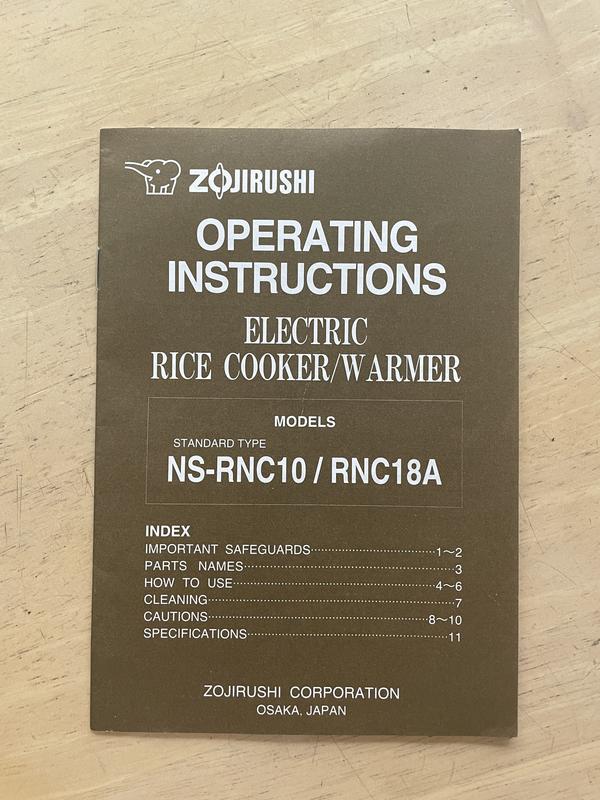 ZOJIRUSHI
OPERATING
INSTRUCTIONS
ELECTRIC
RICE COOKER/WARMER
MODELS
STANDARD TYPE
NS-RNC10 / RNC18A
INDEX
IMPORTANT SAFEGUARDS·······························1～2
PARTS NAMES··················································3
HOW TO USE················································4～6
CLEANING························································7
CAUTIONS····················································8～10
SPECIFICATIONS···············································11
ZOJIRUSHI CORPORATION
OSAKA, JAPAN